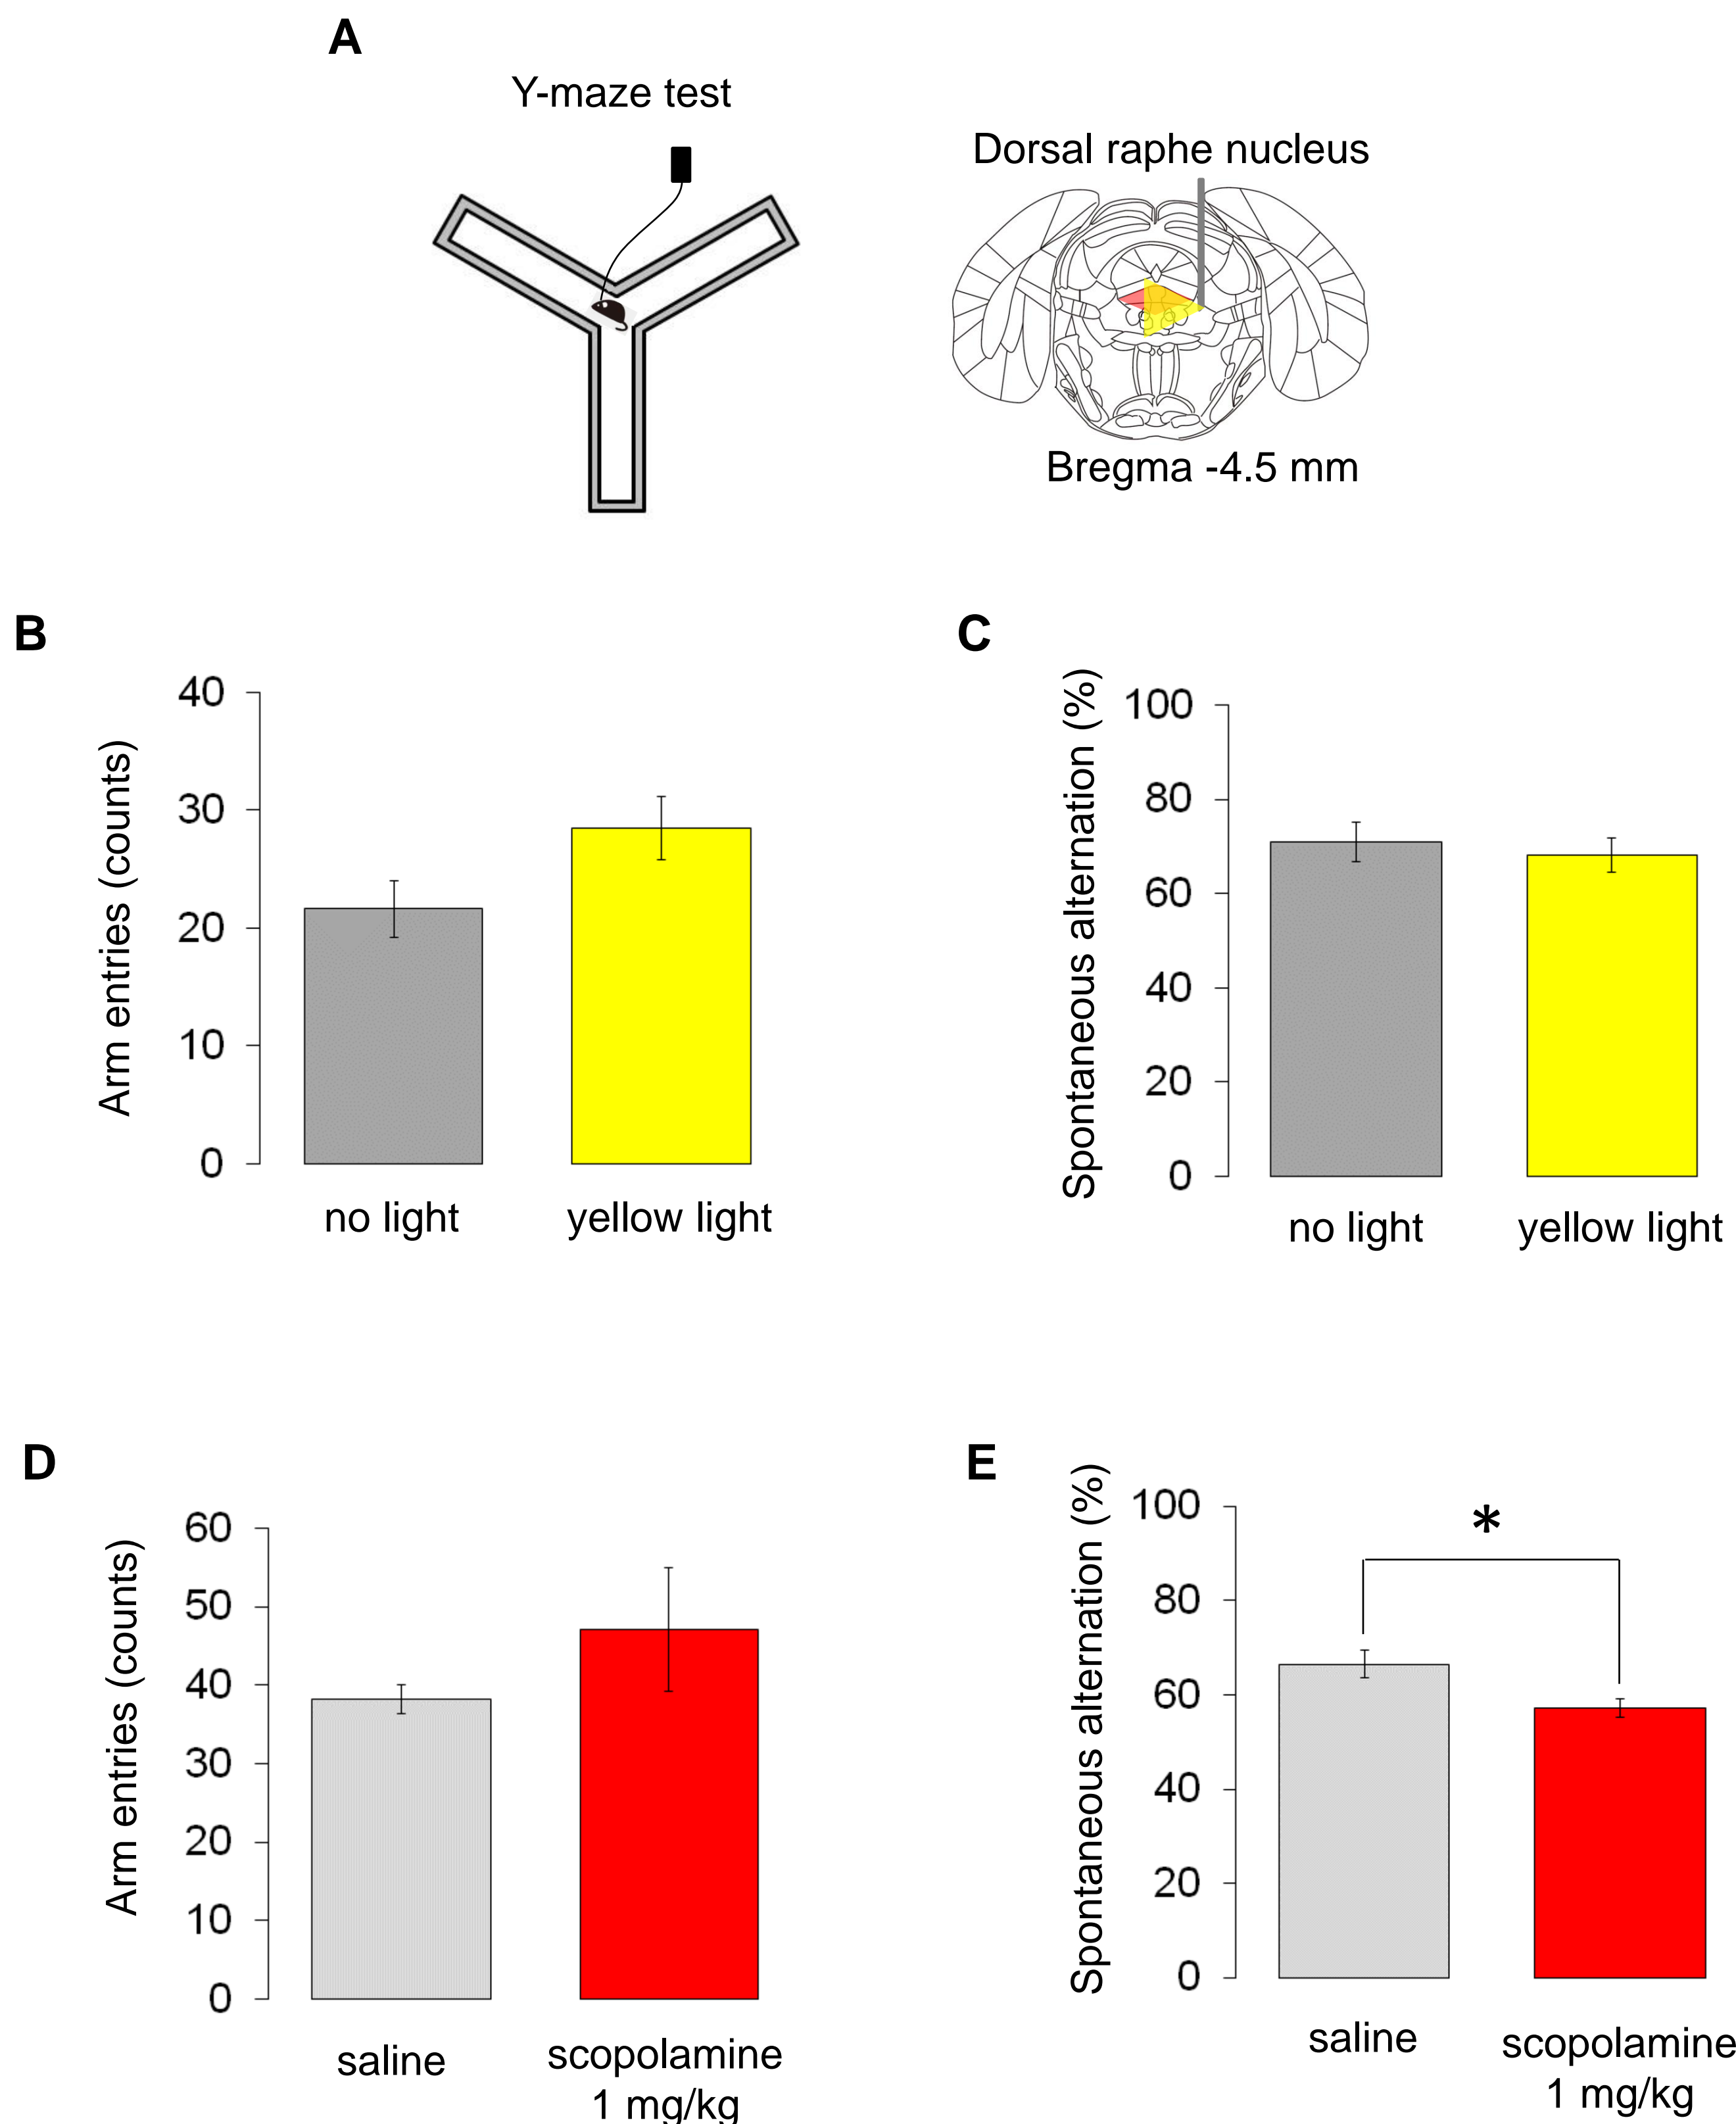 A
Y-maze test
Dorsal raphe nucleus
Bregma -4.5 mm
B
Arm entries (counts)
40
30
20
10
0
no light
yellow light
C
Spontaneous alternation (%)
100
80
60
40
20
0
no light
yellow light
D
Arm entries (counts)
60
50
40
30
20
10
0
saline
scopolamine
1 mg/kg
E
Spontaneous alternation (%)
100
80
60
40
20
0
*
saline
scopolamine
1 mg/kg